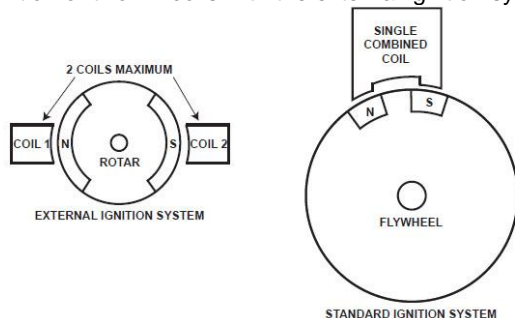 SINGLE
COMBINED
COIL
2 COILS MAXIMUM
N
S
COIL 1
N
S
COIL 2
ROTAR
FLYWHEEL
EXTERNAL IGNITION SYSTEM
STANDARD IGNITION SYSTEM